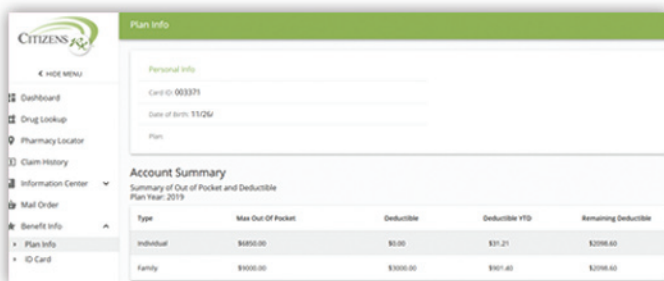 Plan Info
CITIZENS Rx
HIDE MENU
Dashboard
Drug Lookup
Pharmacy Locator
Claim History
Information Center
Mail Order
Benefit Info
Plan Info
ID Card
Personal Info
Card ID: 003371
Date of Birth: 11/26/
Plan:
Account Summary
Summary of Out of Pocket and Deductible
Plan Year: 2019
Type Max Out Of Pocket Deductible Deductible YTD Remaining Deductible
Individual $6850.00 $0.00 $31.21 $2098.60
Family $9000.00 $3000.00 $901.40 $2098.60